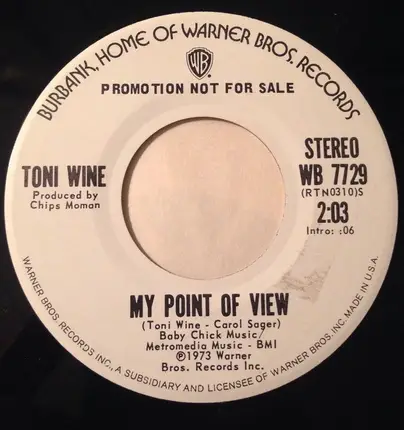 BURBANK, HOME OF WARNER BROS. RECORDS
WB
PROMOTION NOT FOR SALE
TONI WINE
Produced by
Chips Moman
STEREO
WB 7729
(RTN0310)S
2:03
Intro: :06
MY POINT OF VIEW
(Toni Wine - Carol Sager)
Baby Chick Music/
Metromedia Music - BMI
℗1973 Warner
Bros. Records Inc.
WARNER BROS. RECORDS INC., A SUBSIDIARY AND LICENSEE OF WARNER BROS. INC. MADE IN U.S.A.